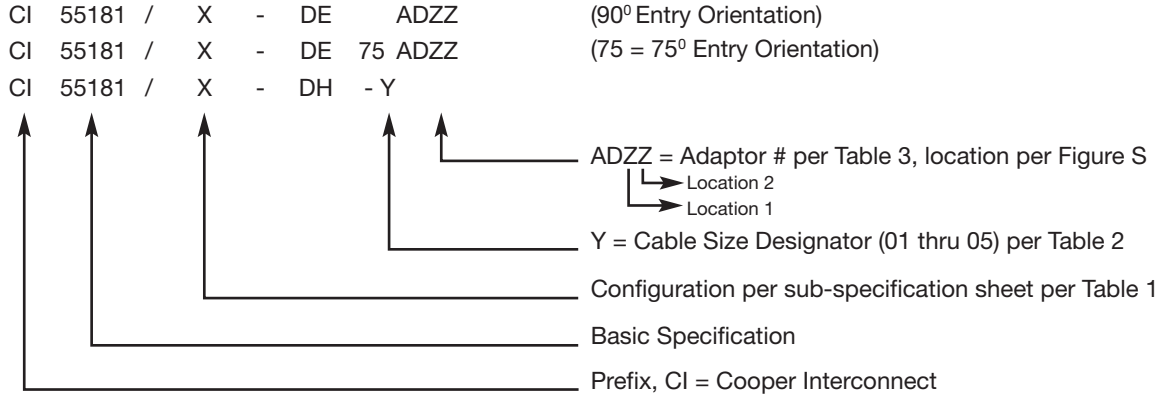 CI 55181 / X - DE ADZZ (90⁰ Entry Orientation)
CI 55181 / X - DE 75 ADZZ (75 = 75⁰ Entry Orientation)
CI 55181 / X - DH - Y
ADZZ = Adaptor # per Table 3, location per Figure S
Location 2
Location 1
Y = Cable Size Designator (01 thru 05) per Table 2
Configuration per sub-specification sheet per Table 1
Basic Specification
Prefix, CI = Cooper Interconnect